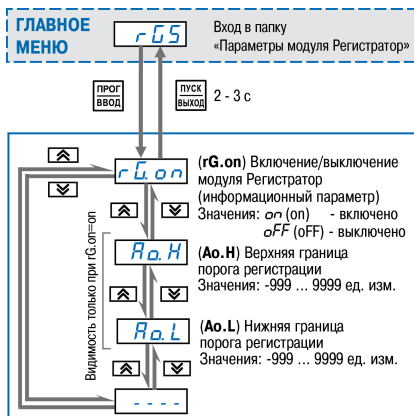 ГЛАВНОЕ
МЕНЮ
rGS
Вход в папку
«Параметры модуля Регистратор»
ПРОГ
ВВОД
ПУСК
ВЫХОД
2 - 3 с
rG.on
(rG.on) Включение/выключение
модуля Регистратор
(информационный параметр)
Значения: on (on) - включено
oFF (oFF) - выключено
Видимость только при rG.on=on
Ao.H
(Ao.H) Верхняя граница
порога регистрации
Значения: -999 ... 9999 ед. изм.
Ao.L
(Ao.L) Нижняя граница
порога регистрации
Значения: -999 ... 9999 ед. изм.
----